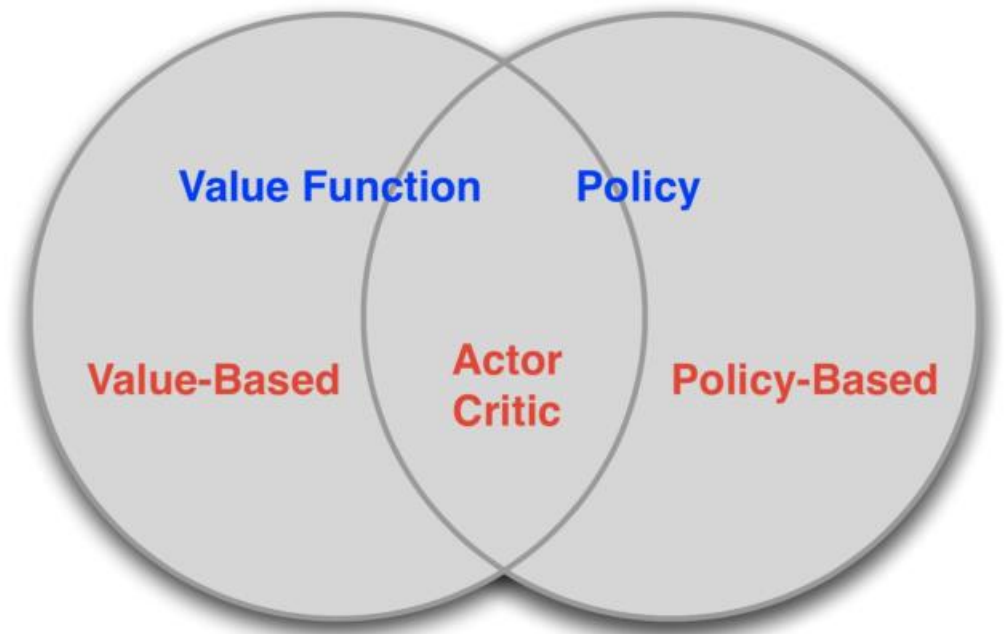 Value Function
Policy
Value-Based
Actor
Critic
Policy-Based